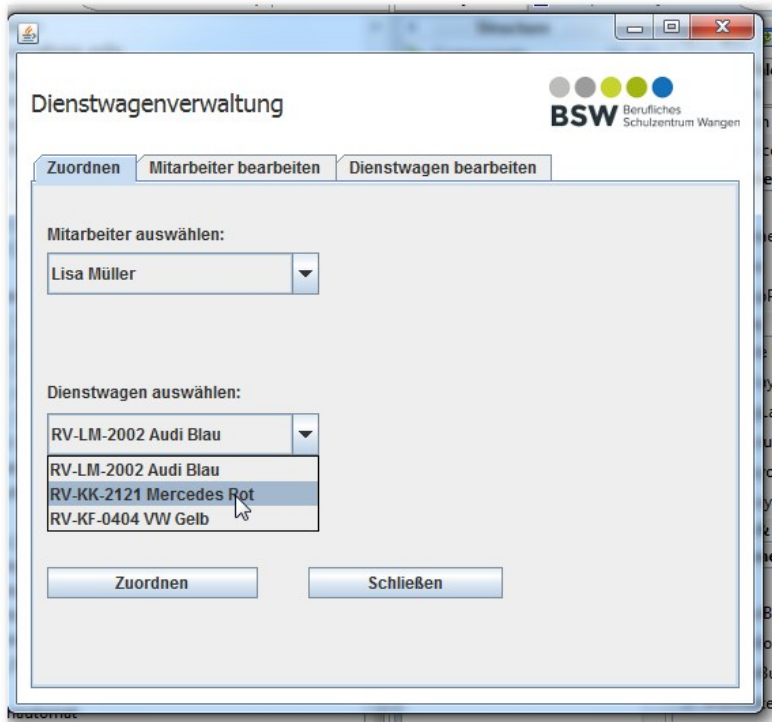 Dienstwagenverwaltung
BSW Berufliches
Schulzentrum Wangen
Zuordnen Mitarbeiter bearbeiten Dienstwagen bearbeiten
Mitarbeiter auswählen:
Lisa Müller
Dienstwagen auswählen:
RV-LM-2002 Audi Blau
RV-LM-2002 Audi Blau
RV-KK-2121 Mercedes Rot
RV-KF-0404 VW Gelb
Zuordnen Schließen